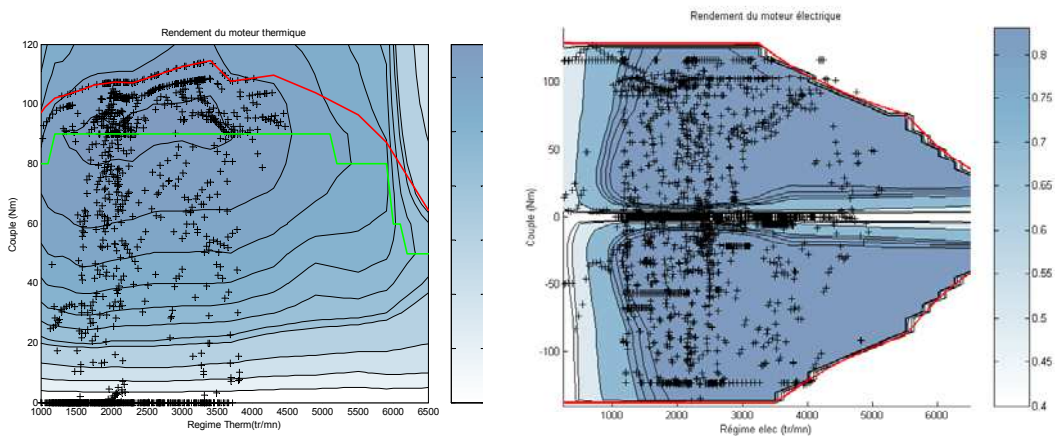 Rendement du moteur thermique
120
100
80
60
40
20
0
Couple (Nm)
1000 1500 2000 2500 3000 3500 4000 4500 5000 5500 6000 6500
Regime Therm(tr/mn)
Rendement du moteur électrique
100
50
0
-50
-100
Couple (Nm)
1000 2000 3000 4000 5000 6000
Régime elec (tr/mn)
0.8
0.75
0.7
0.65
0.6
0.55
0.5
0.45
0.4